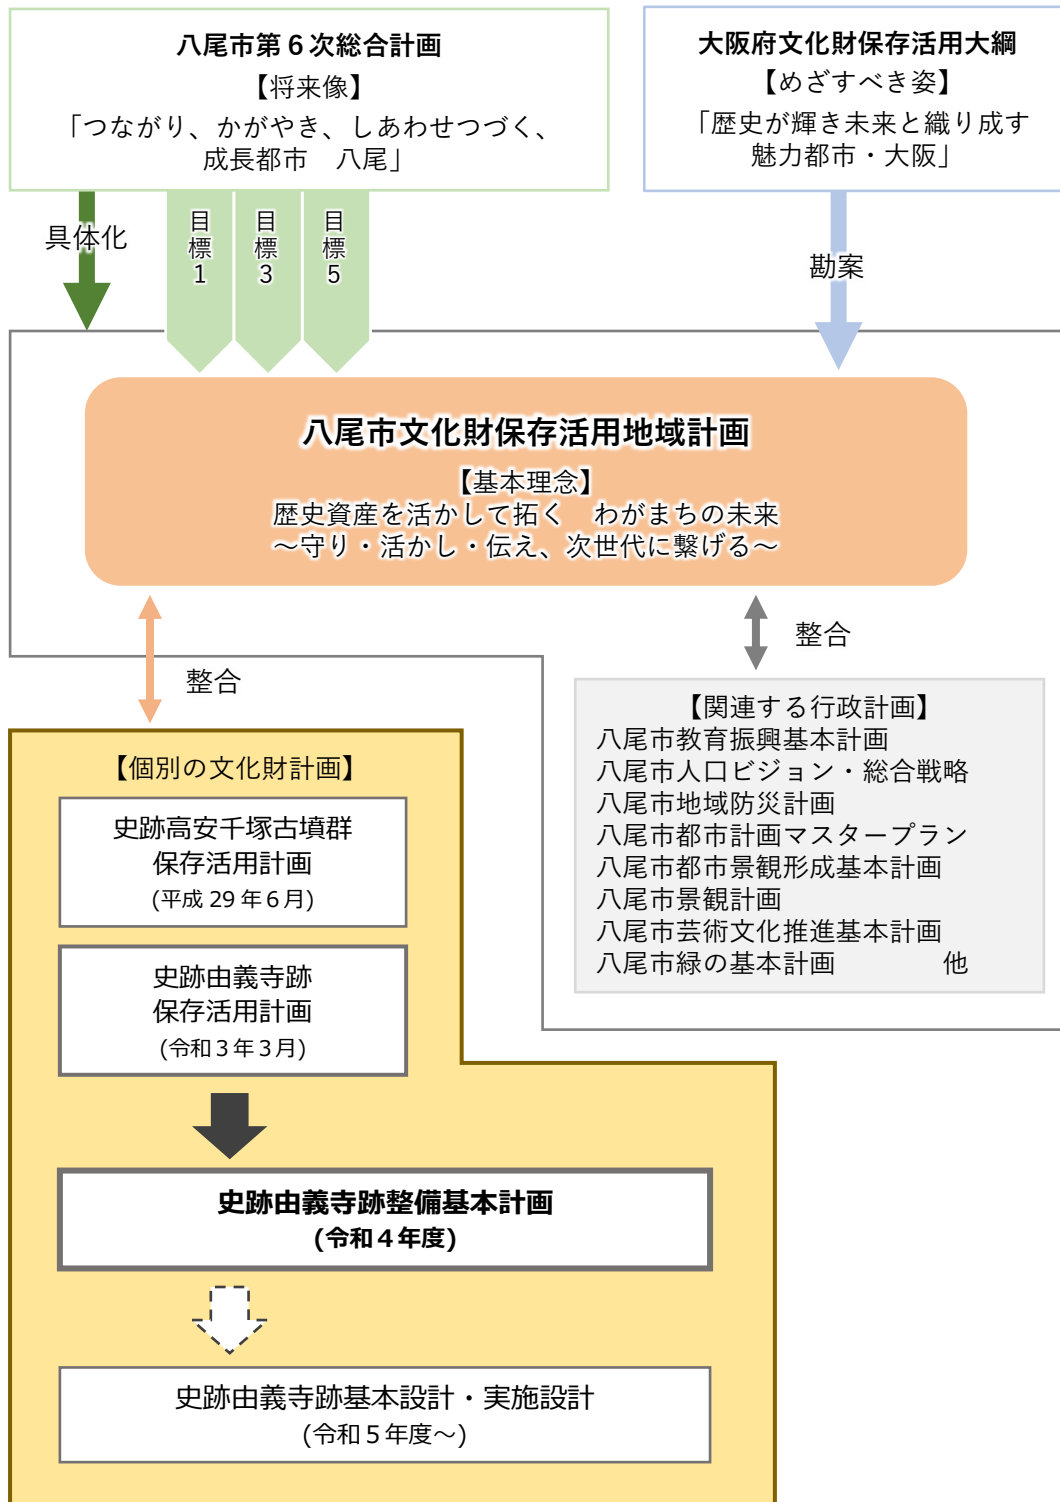 八尾市第６次総合計画
【将来像】
「つながり、かがやき、しあわせつづく、
成長都市　八尾」
大阪府文化財保存活用大綱
【めざすべき姿】
「歴史が輝き未来と織り成す
魅力都市・大阪」
具体化
目標1
目標3
目標5
勘案
八尾市文化財保存活用地域計画
【基本理念】
歴史資産を活かして拓く　わがまちの未来
～守り・活かし・伝え、次世代に繋げる～
整合
整合
【関連する行政計画】
八尾市教育振興基本計画
八尾市人口ビジョン・総合戦略
八尾市地域防災計画
八尾市都市計画マスタープラン
八尾市都市景観形成基本計画
八尾市景観計画
八尾市芸術文化推進基本計画
八尾市緑の基本計画　　　　他
【個別の文化財計画】
史跡高安千塚古墳群
保存活用計画
(平成 29 年６月)
史跡由義寺跡
保存活用計画
(令和３年３月)
史跡由義寺跡整備基本計画
(令和４年度)
史跡由義寺跡基本設計・実施設計
(令和５年度～)